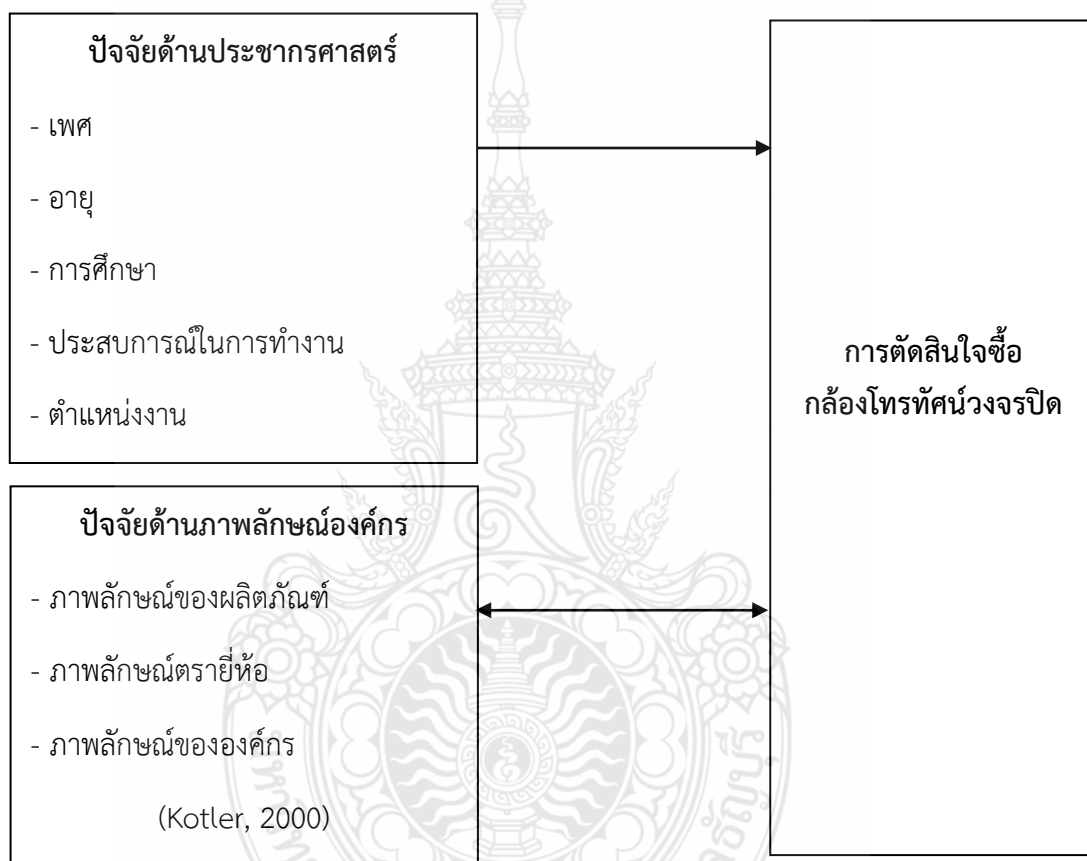 ปัจจัยด้านประชากรศาสตร์
- เพศ
- อายุ
- การศึกษา
- ประสบการณ์ในการทำงาน
- ตำแหน่งงาน
ปัจจัยด้านภาพลักษณ์องค์กร
- ภาพลักษณ์ของผลิตภัณฑ์
- ภาพลักษณ์ตรายี่ห้อ
- ภาพลักษณ์ขององค์กร
(Kotler, 2000)
การตัดสินใจซื้อ
กล้องโทรทัศน์วงจรปิด